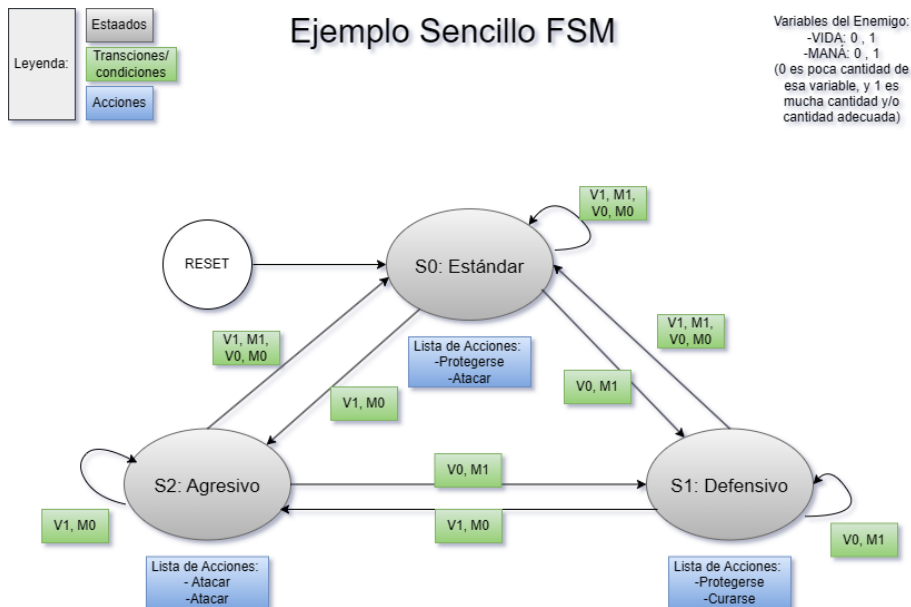 Leyenda:
Estaados
Transciones/
condiciones
Acciones
Ejemplo Sencillo FSM
Variables del Enemigo:
-VIDA: 0 , 1
-MANÁ: 0 , 1
(0 es poca cantidad de
esa variable, y 1 es
mucha cantidad y/o
cantidad adecuada)
V1, M1,
V0, M0
RESET
S0: Estándar
V1, M1,
V0, M0
Lista de Acciones:
-Protegerse
-Atacar
V1, M1,
V0, M0
V1, M0
V0, M1
S2: Agresivo
V0, M1
S1: Defensivo
V1, M0
V1, M0
V0, M1
Lista de Acciones:
- Atacar
-Atacar
Lista de Acciones:
-Protegerse
-Curarse